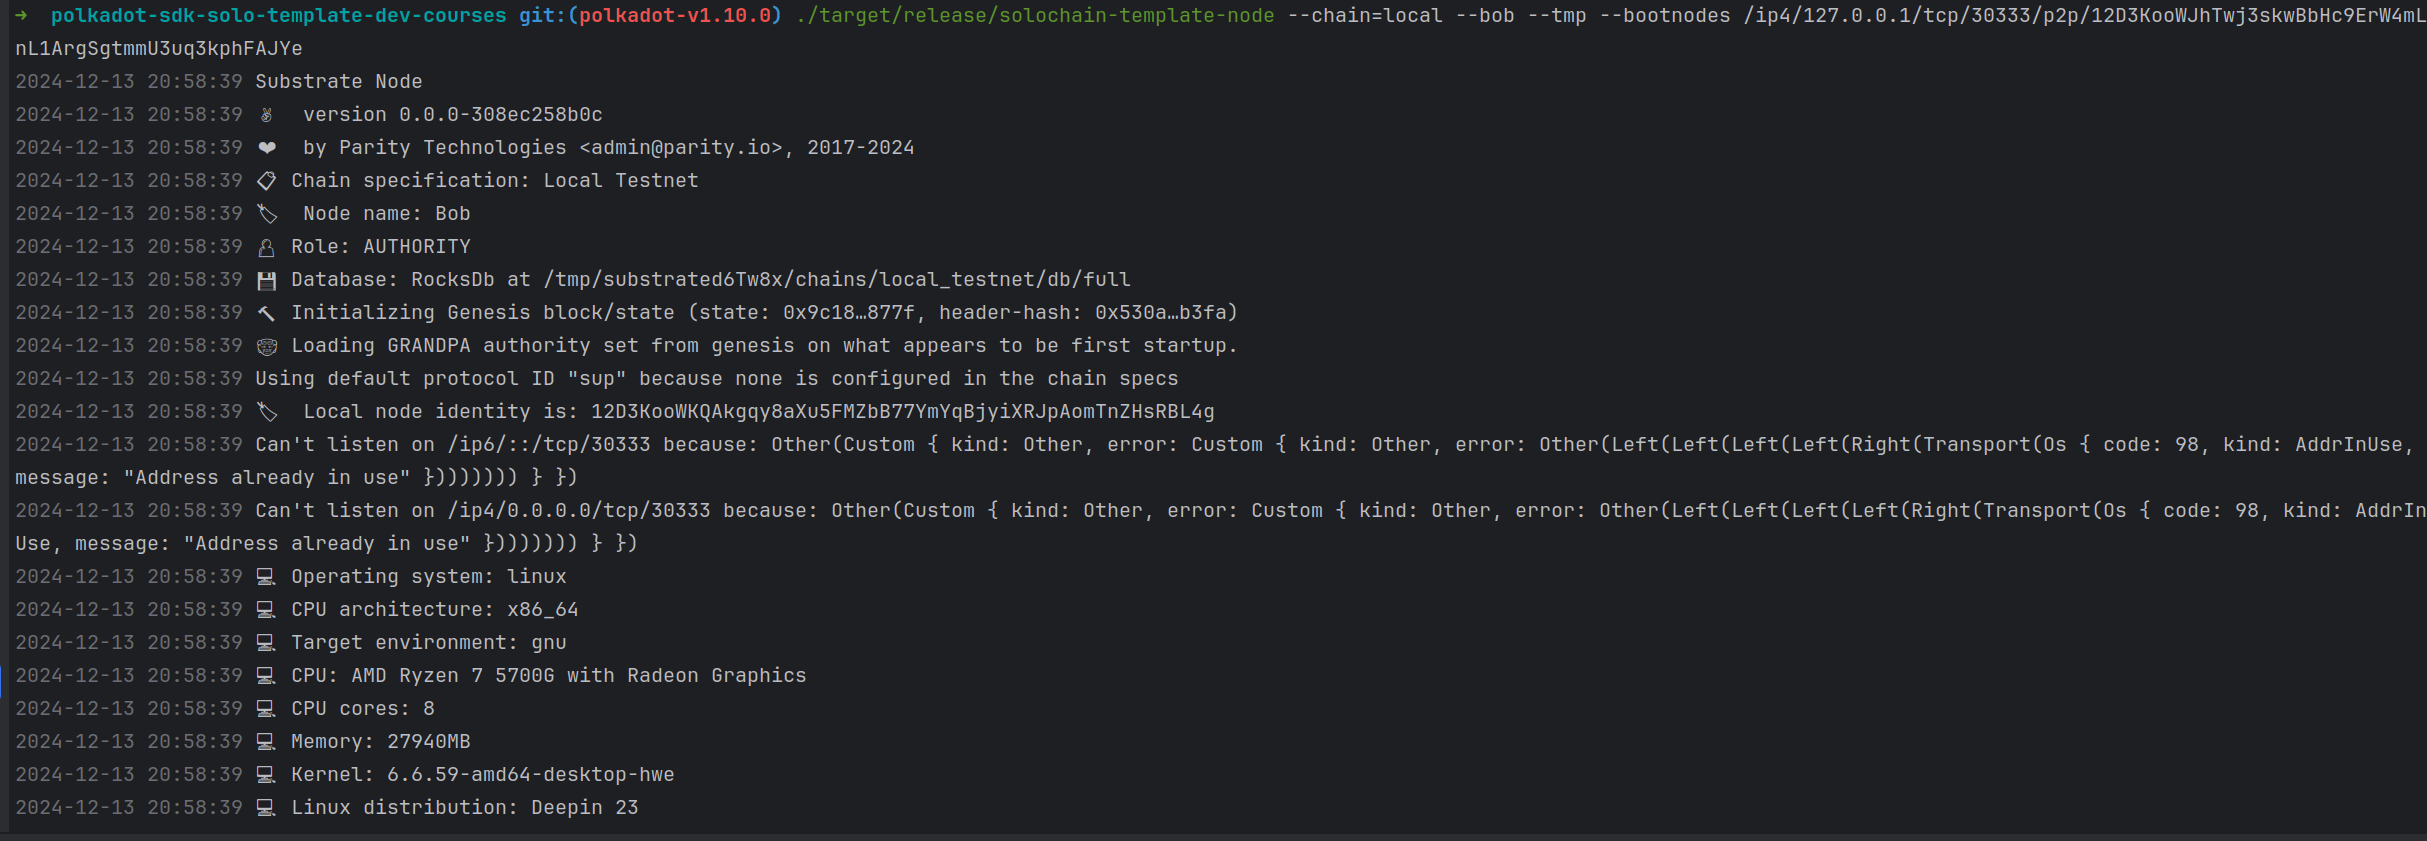 →  polkadot-sdk-solo-template-dev-courses git:(polkadot-v1.10.0) ./target/release/solochain-template-node --chain=local --bob --tmp --bootnodes /ip4/127.0.0.1/tcp/30333/p2p/12D3KooWJhTwj3skwBbHc9ErW4mL
nL1ArgSgtmmU3uq3kphFAJYe
2024-12-13 20:58:39 Substrate Node
2024-12-13 20:58:39 ✌️  version 0.0.0-308ec258b0c
2024-12-13 20:58:39 ❤️  by Parity Technologies <admin@parity.io>, 2017-2024
2024-12-13 20:58:39 📋 Chain specification: Local Testnet
2024-12-13 20:58:39 🏷  Node name: Bob
2024-12-13 20:58:39 👤 Role: AUTHORITY
2024-12-13 20:58:39 💾 Database: RocksDb at /tmp/substrated6Tw8x/chains/local_testnet/db/full
2024-12-13 20:58:39 🔨 Initializing Genesis block/state (state: 0x9c18…877f, header-hash: 0x530a…b3fa)
2024-12-13 20:58:39 👴 Loading GRANDPA authority set from genesis on what appears to be first startup.
2024-12-13 20:58:39 Using default protocol ID "sup" because none is configured in the chain specs
2024-12-13 20:58:39 🏷  Local node identity is: 12D3KooWKQAkgqy8aXu5FMZbB77YmYqBjyiXRJpAomTnZHsRBL4g
2024-12-13 20:58:39 Can't listen on /ip6/::/tcp/30333 because: Other(Custom { kind: Other, error: Custom { kind: Other, error: Other(Left(Left(Left(Left(Right(Transport(Os { code: 98, kind: AddrInUse,
message: "Address already in use" })))))))) } })
2024-12-13 20:58:39 Can't listen on /ip4/0.0.0.0/tcp/30333 because: Other(Custom { kind: Other, error: Custom { kind: Other, error: Other(Left(Left(Left(Left(Right(Transport(Os { code: 98, kind: AddrIn
Use, message: "Address already in use" })))))))) } })
2024-12-13 20:58:39 💻 Operating system: linux
2024-12-13 20:58:39 💻 CPU architecture: x86_64
2024-12-13 20:58:39 💻 Target environment: gnu
2024-12-13 20:58:39 💻 CPU: AMD Ryzen 7 5700G with Radeon Graphics
2024-12-13 20:58:39 💻 CPU cores: 8
2024-12-13 20:58:39 💻 Memory: 27940MB
2024-12-13 20:58:39 💻 Kernel: 6.6.59-amd64-desktop-hwe
2024-12-13 20:58:39 💻 Linux distribution: Deepin 23